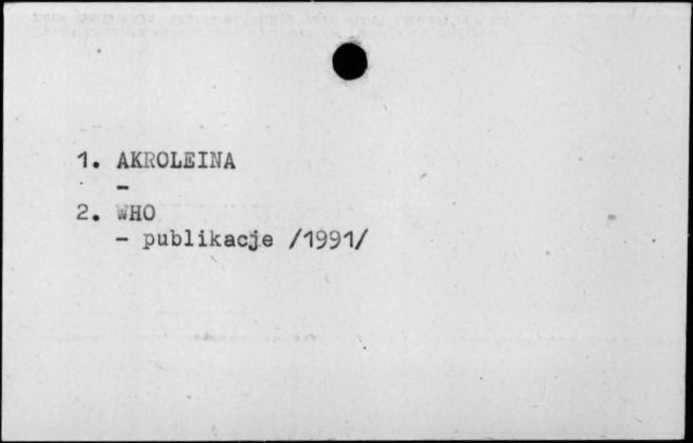 1. AKROLEINA
-
2. WHO
- publikacje /1991/